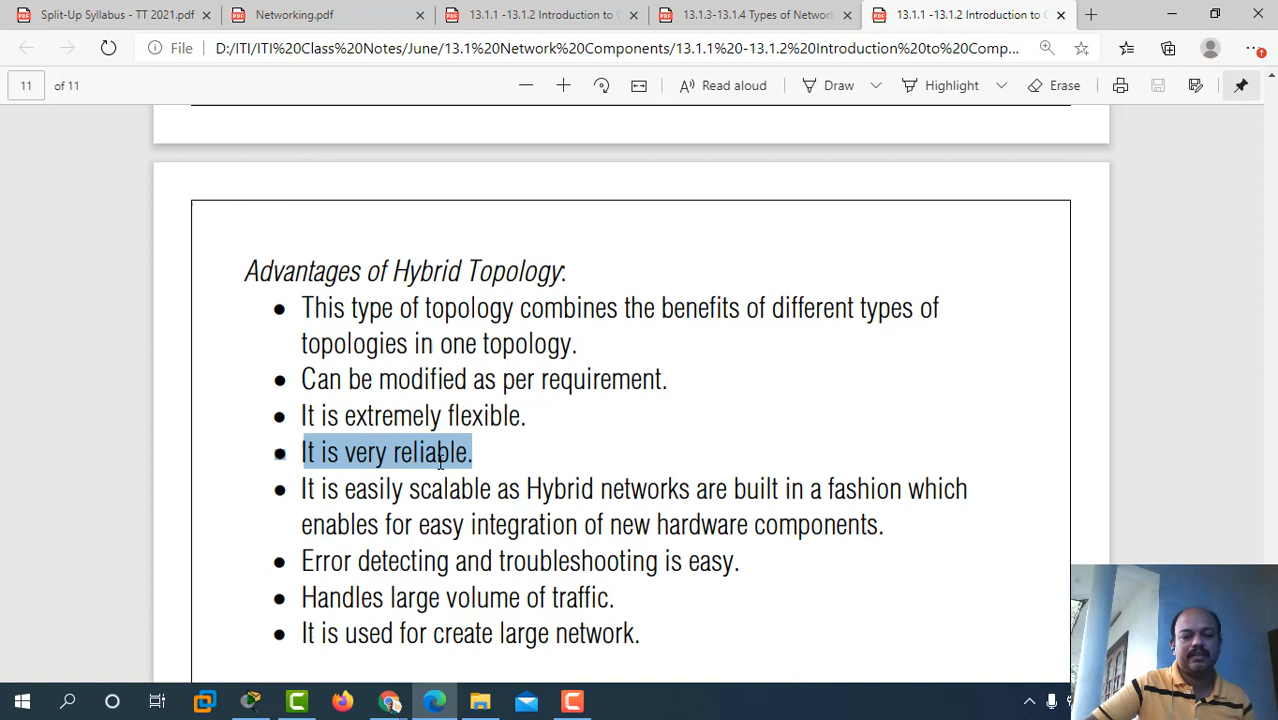 Split-Up Syllabus - TT 2021.pdf
Networking.pdf
13.1.1 -13.1.2 Introduction to C
13.1.3-13.1.4 Types of Network
13.1.1 -13.1.2 Introduction to C
File
D:/ITI/ITI%20Class%20Notes/June/13.1%20Network%20Components/13.1.1%20-13.1.2%20Introduction%20to%20Comp...
11 of 11
Read aloud
Draw
Highlight
Erase
Advantages of Hybrid Topology:
● This type of topology combines the benefits of different types of
topologies in one topology.
● Can be modified as per requirement.
● It is extremely flexible.
● It is very reliable.
● It is easily scalable as Hybrid networks are built in a fashion which
enables for easy integration of new hardware components.
● Error detecting and troubleshooting is easy.
● Handles large volume of traffic.
● It is used for create large network.